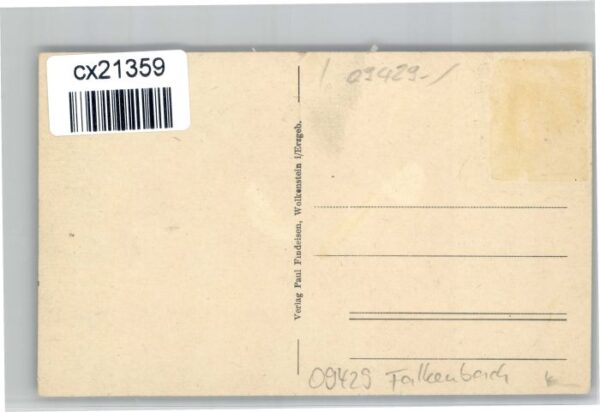 cx21359
09429-/
Verlag Paul Findeisen, Wolkenstein i/Erzgeb.
09429 Falkenbach